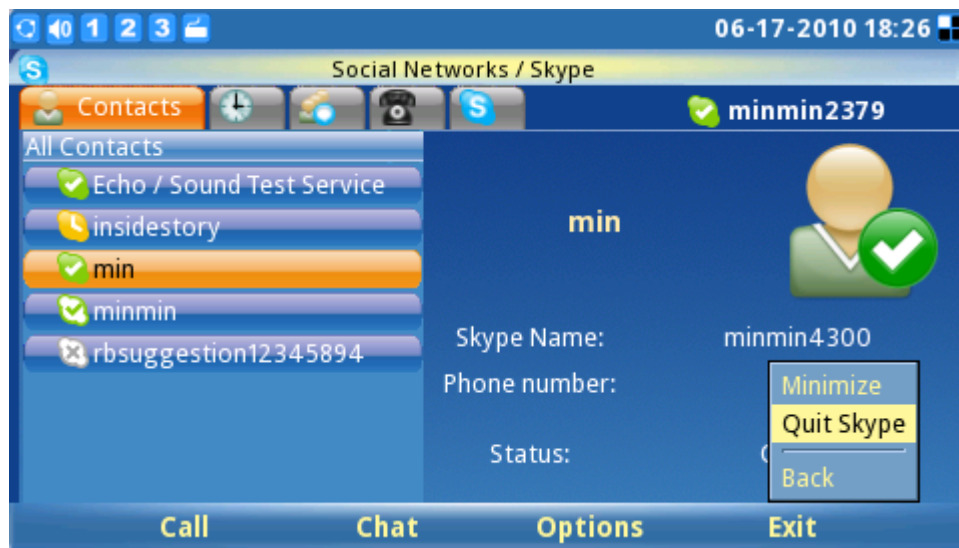 1 2 3 06-17-2010 18:26
Social Networks / Skype
Contacts minmin2379
All Contacts
Echo / Sound Test Service
insidestory
min
minmin
rbsuggestion12345894
min
Skype Name: minmin4300
Phone number:
Status:
Minimize
Quit Skype
Back
Call Chat Options Exit